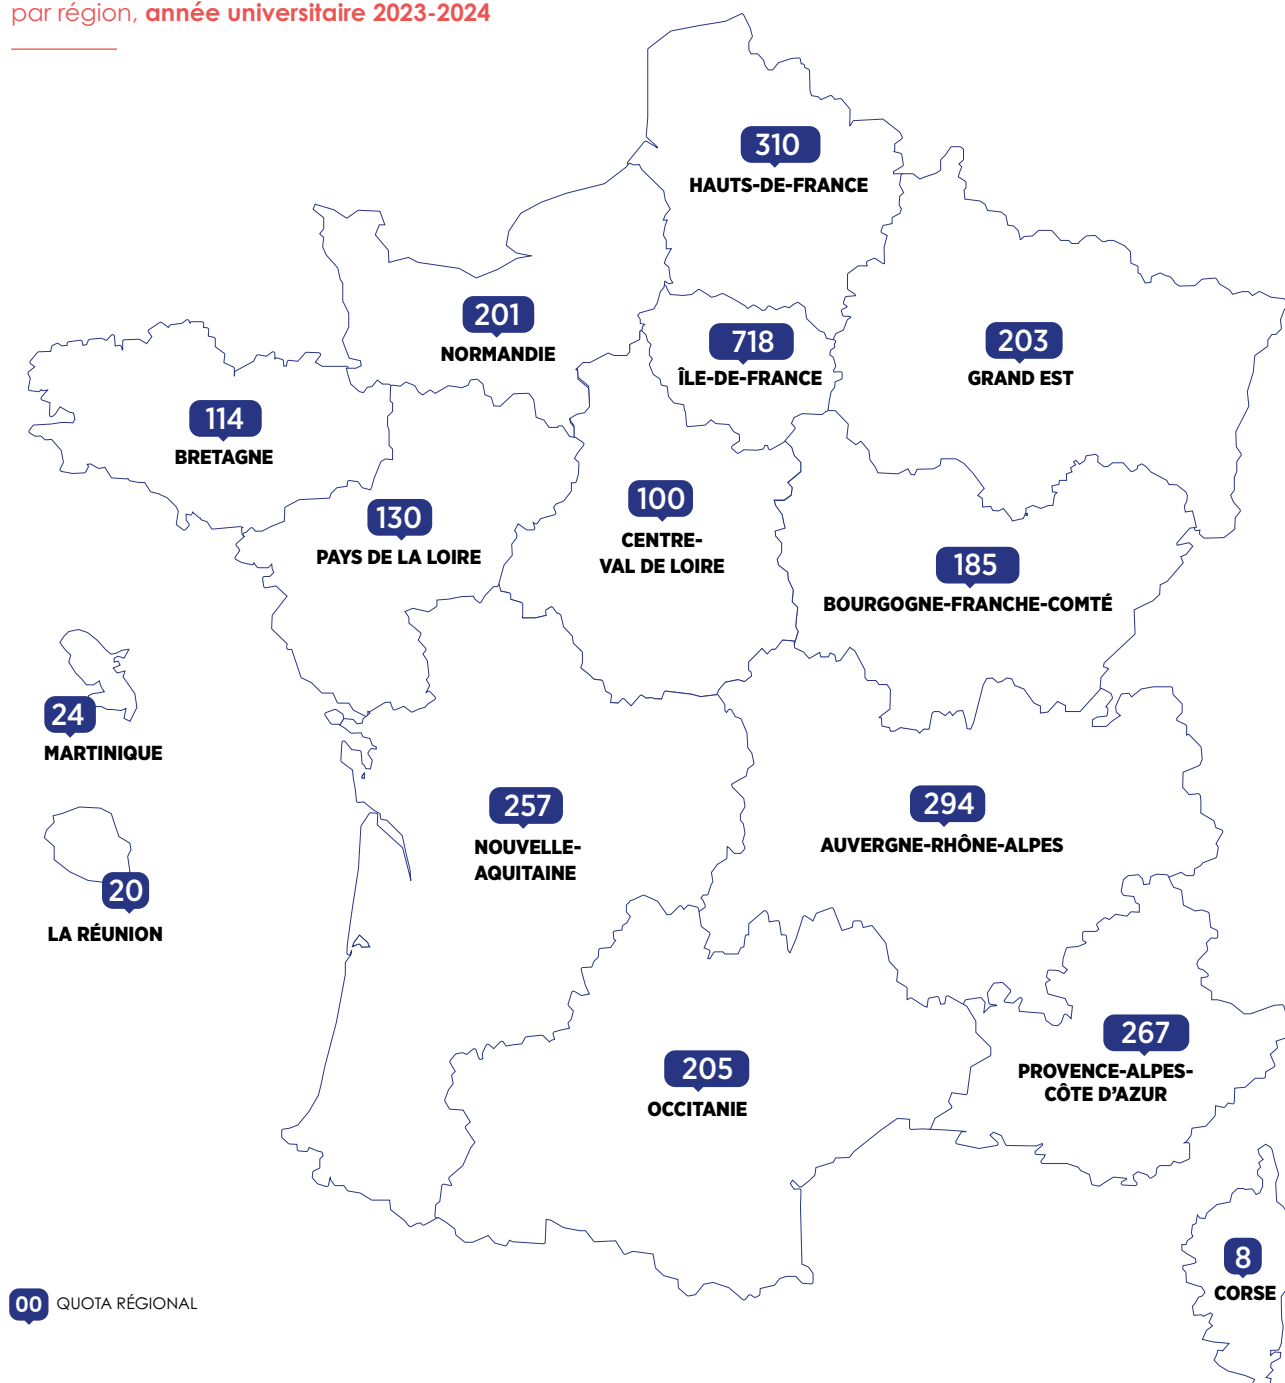 par région, année universitaire 2023-2024
310
HAUTS-DE-FRANCE
201
NORMANDIE
718
ÎLE-DE-FRANCE
203
GRAND EST
114
BRETAGNE
130
PAYS DE LA LOIRE
100
CENTRE-
VAL DE LOIRE
185
BOURGOGNE-FRANCHE-COMTÉ
24
MARTINIQUE
257
NOUVELLE-
AQUITAINE
294
AUVERGNE-RHÔNE-ALPES
20
LA RÉUNION
205
OCCITANIE
267
PROVENCE-ALPES-
CÔTE D’AZUR
8
CORSE
00 QUOTA RÉGIONAL